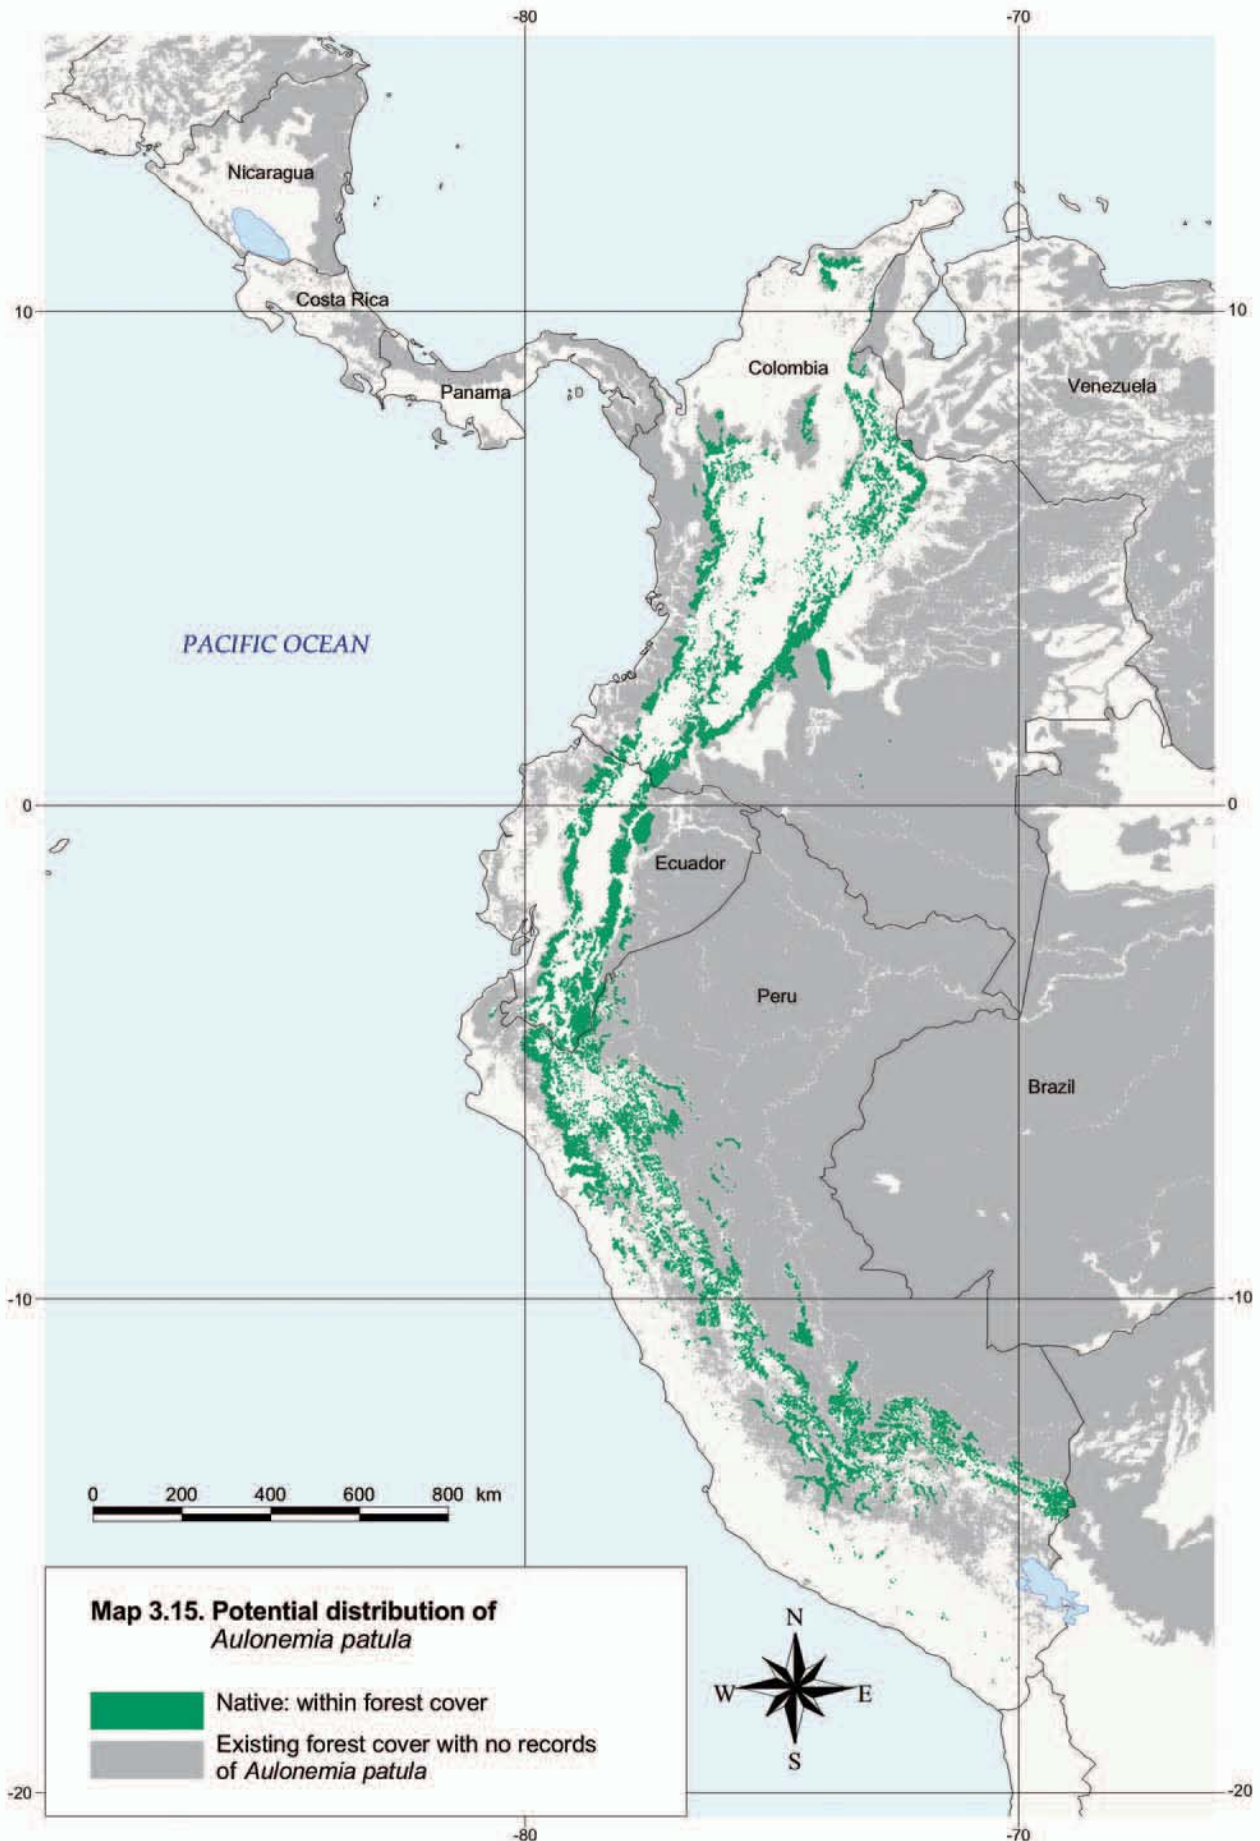 -80 -70
Nicaragua
Costa Rica
10 10
Panama
Colombia
Venezuela
PACIFIC OCEAN
0 0
Ecuador
Peru
Brazil
-10 -10
0 200 400 600 800 km
Map 3.15. Potential distribution of
Aulonemia patula
Native: within forest cover
Existing forest cover with no records
of Aulonemia patula
N
W E
S
-20 -20
-80 -70